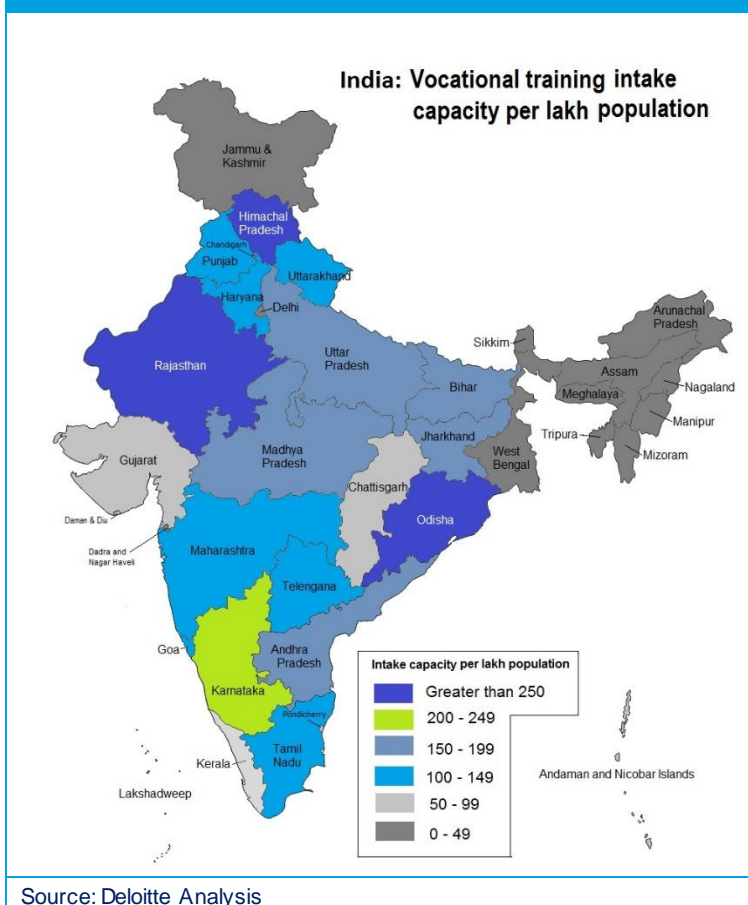 India: Vocational training intake
capacity per lakh population
Jammu &
Kashmir
Himachal
Pradesh
Chandigarh
Punjab
Uttarakhand
Haryana
Delhi
Rajasthan
Uttar
Pradesh
Bihar
Sikkim
Arunachal
Pradesh
Assam
Nagaland
Meghalaya
Manipur
Tripura
Mizoram
Jharkhand
West
Bengal
Gujarat
Madhya
Pradesh
Chattisgarh
Daman & Diu
Dadra and
Nagar Haveli
Odisha
Maharashtra
Telengana
Goa
Andhra
Pradesh
Karnataka
Pondicherry
Tamil
Nadu
Kerala
Lakshadweep
Andaman and Nicobar Islands
Intake capacity per lakh population
Greater than 250
200 - 249
150 - 199
100 - 149
50 - 99
0 - 49
Source: Deloitte Analysis